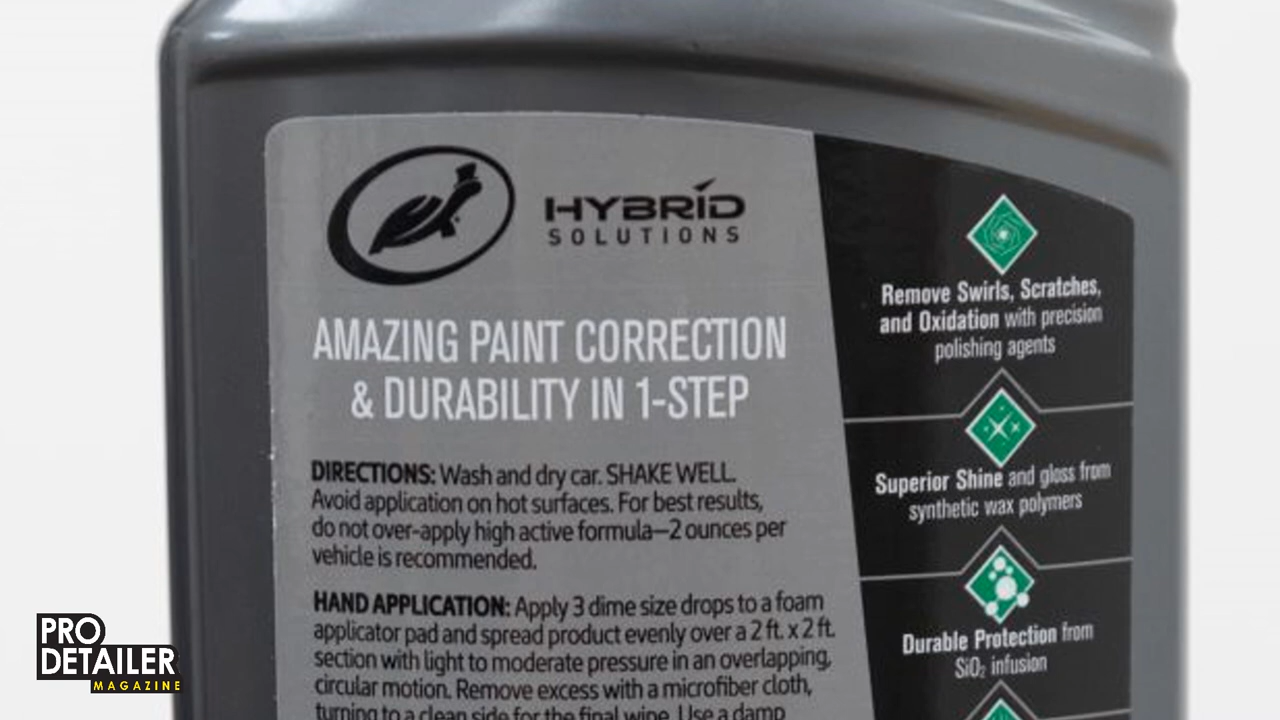 HYBRID
SOLUTIONS
AMAZING PAINT CORRECTION
& DURABILITY IN 1-STEP
DIRECTIONS: Wash and dry car. SHAKE WELL.
Avoid application on hot surfaces. For best results,
do not over-apply high active formula—2 ounces per
vehicle is recommended.
HAND APPLICATION: Apply 3 dime size drops to a foam
applicator pad and spread product evenly over a 2 ft. x 2 ft.
section with light to moderate pressure in an overlapping,
circular motion. Remove excess with a microfiber cloth,
turning to a clean side for the final wipe. Use a damp
Remove Swirls, Scratches,
and Oxidation with precision
polishing agents
Superior Shine and gloss from
synthetic wax polymers
Durable Protection from
SiO₂ infusion
PRO
DETAILER
MAGAZINE